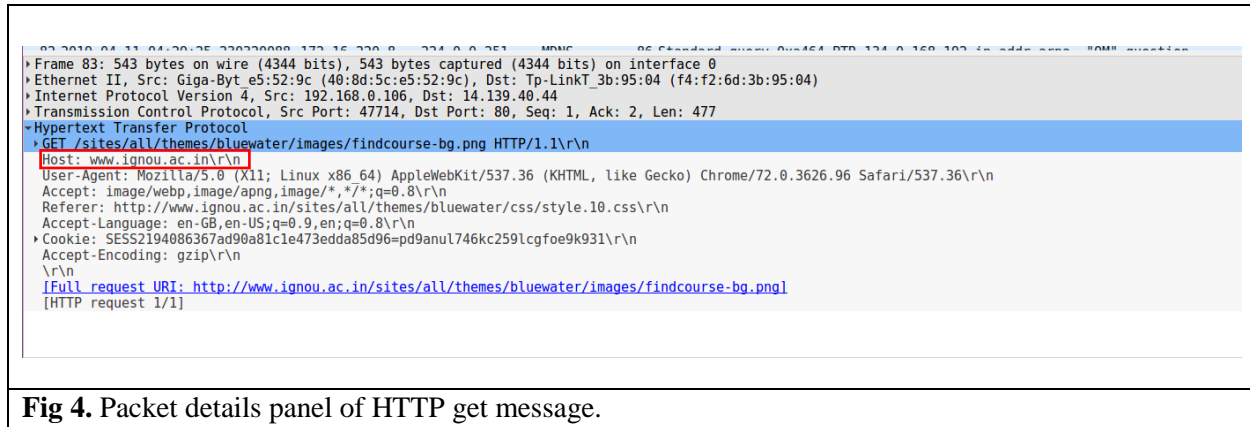 ▸Frame 83: 543 bytes on wire (4344 bits), 543 bytes captured (4344 bits) on interface 0
▸Ethernet II, Src: Giga-Byt_e5:52:9c (40:8d:5c:e5:52:9c), Dst: Tp-LinkT_3b:95:04 (f4:f2:6d:3b:95:04)
▸Internet Protocol Version 4, Src: 192.168.0.106, Dst: 14.139.40.44
▸Transmission Control Protocol, Src Port: 47714, Dst Port: 80, Seq: 1, Ack: 2, Len: 477
▾Hypertext Transfer Protocol
▸GET /sites/all/themes/bluewater/images/findcourse-bg.png HTTP/1.1\r\n
Host: www.ignou.ac.in\r\n
User-Agent: Mozilla/5.0 (X11; Linux x86_64) AppleWebKit/537.36 (KHTML, like Gecko) Chrome/72.0.3626.96 Safari/537.36\r\n
Accept: image/webp,image/apng,image/*,*/*;q=0.8\r\n
Referer: http://www.ignou.ac.in/sites/all/themes/bluewater/css/style.10.css\r\n
Accept-Language: en-GB,en-US;q=0.9,en;q=0.8\r\n
▸Cookie: SESS2194086367ad90a81c1e473edda85d96=pd9anul746kc259lcgfoe9k931\r\n
Accept-Encoding: gzip\r\n
\r\n
[Full request URI: http://www.ignou.ac.in/sites/all/themes/bluewater/images/findcourse-bg.png]
[HTTP request 1/1]
Fig 4. Packet details panel of HTTP get message.